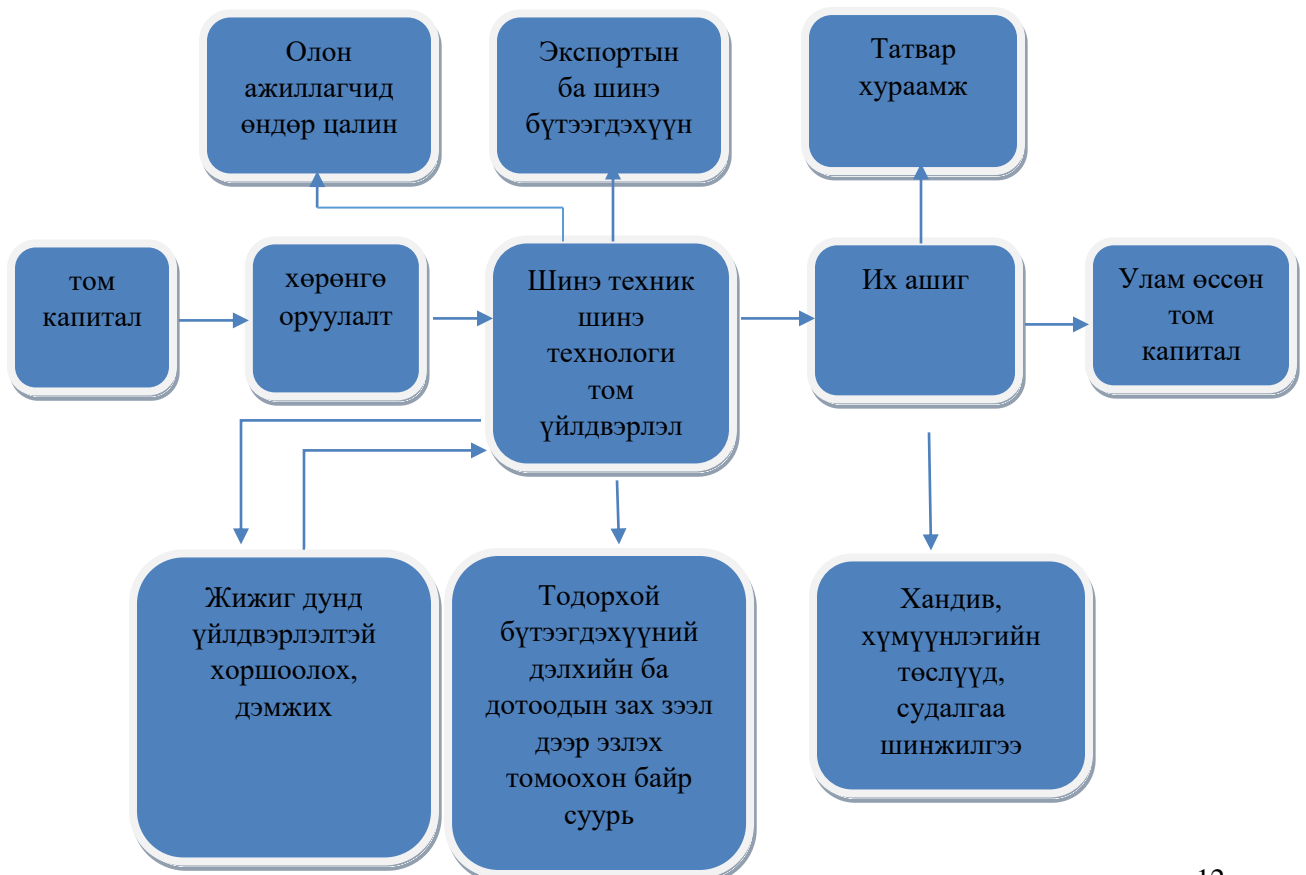 Олон
ажиллагчид
өндөр цалин
Экспортын
ба шинэ
бүтээгдэхүүн
Татвар
хураамж
том
капитал
хөрөнгө
оруулалт
Шинэ техник
шинэ
технологи
том
үйлдвэрлэл
Их ашиг
Улам өссөн
том
капитал
Жижиг дунд
үйлдвэрлэлтэй
хоршоолох,
дэмжих
Тодорхой
бүтээгдэхүүний
дэлхийн ба
дотоодын зах зээл
дээр эзлэх
томоохон байр
суурь
Хандив,
хүмүүнлэгийн
төслүүд,
судалгаа
шинжилгээ